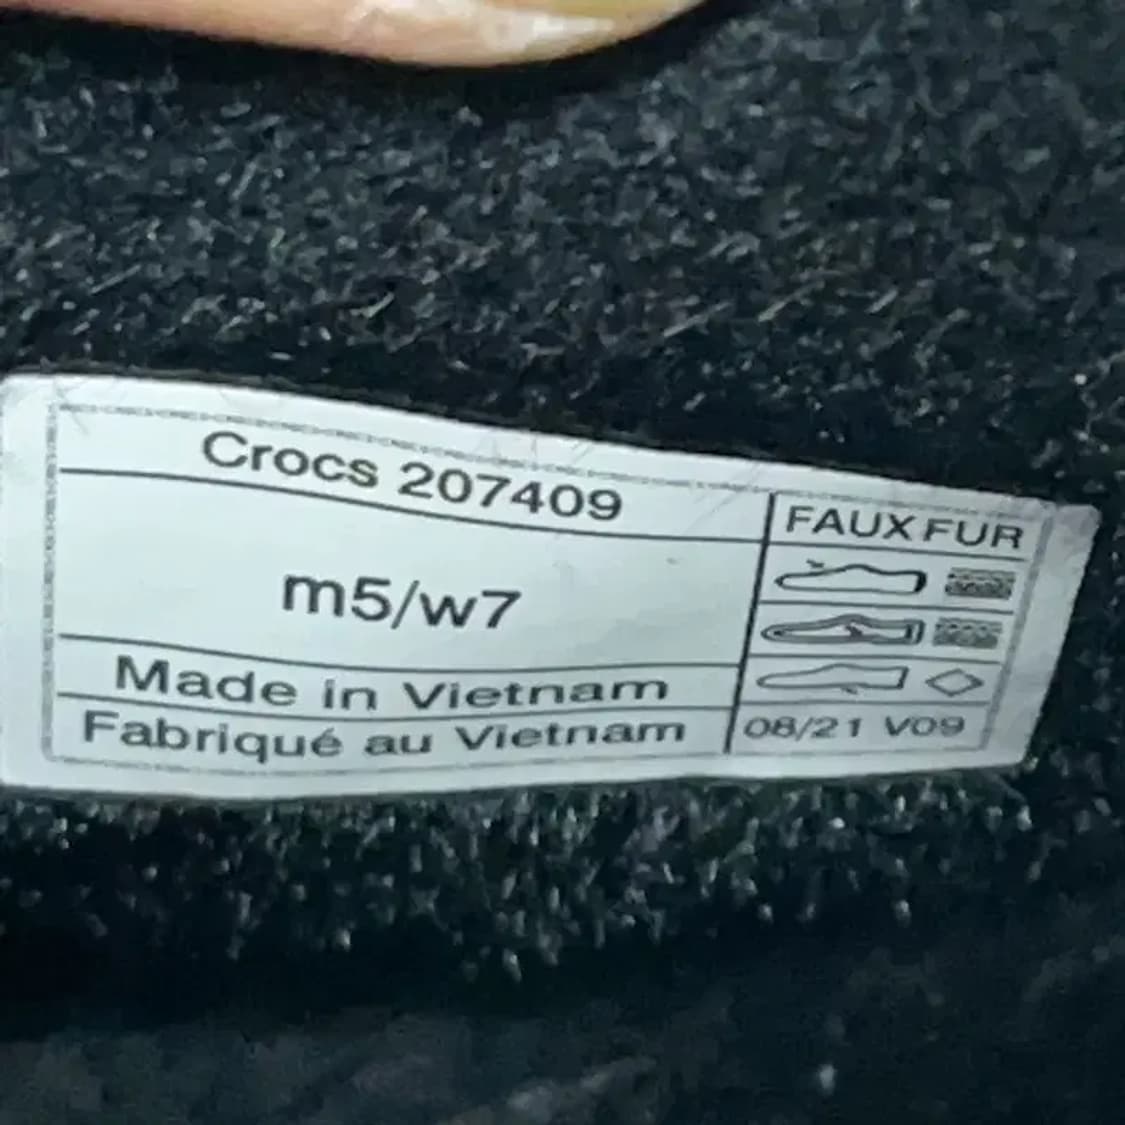 Crocs 207409
m5/w7
Made in Vietnam
Fabriqué au Vietnam
FAUX FUR
08/21 V09